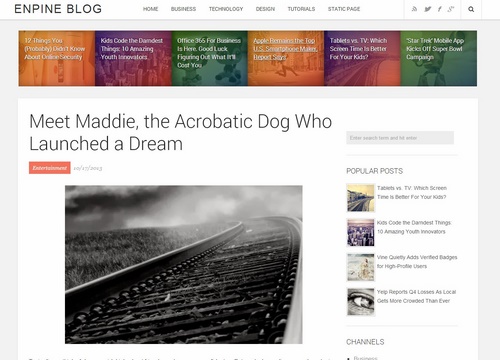 ENPINE BLOG
HOME BUSINESS TECHNOLOGY DESIGN TUTORIALS STATIC PAGE
12 Things You
(Probably) Didn't Know
About Online Security
Kids Code the Damdest
Things: 10 Amazing
Youth Innovators
Office 365 For Business
Is Here. Good Luck
Figuring Out What It'll
Cost You
Apple Remains the Top
U.S. Smartphone Maker,
Report Says
Tablets vs. TV: Which
Screen Time Is Better
For Your Kids?
'Star Trek' Mobile App
Kicks Off Super Bowl
Campaign
Meet Maddie, the Acrobatic Dog Who
Launched a Dream
Entertainment 10/17/2013
Enter search term and hit enter
POPULAR POSTS
Tablets vs. TV: Which Screen
Time Is Better For Your Kids?
Kids Code the Damdest Things:
10 Amazing Youth Innovators
Vine Quietly Adds Verified Badges
for High-Profile Users
Yelp Reports Q4 Losses As Local
Gets More Crowded Than Ever
CHANNELS
Business